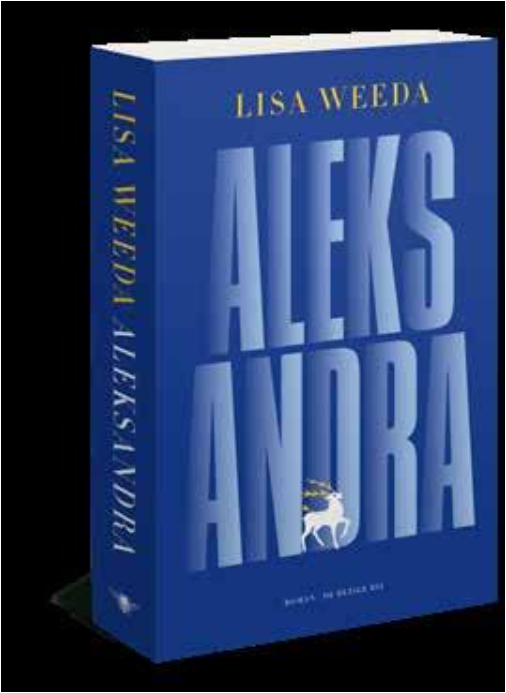 LISA WEEDA ALEKSANDRA
LISA WEEDA
ALEKS
ANDRA
ROMAN DE BEZIGE BIJ